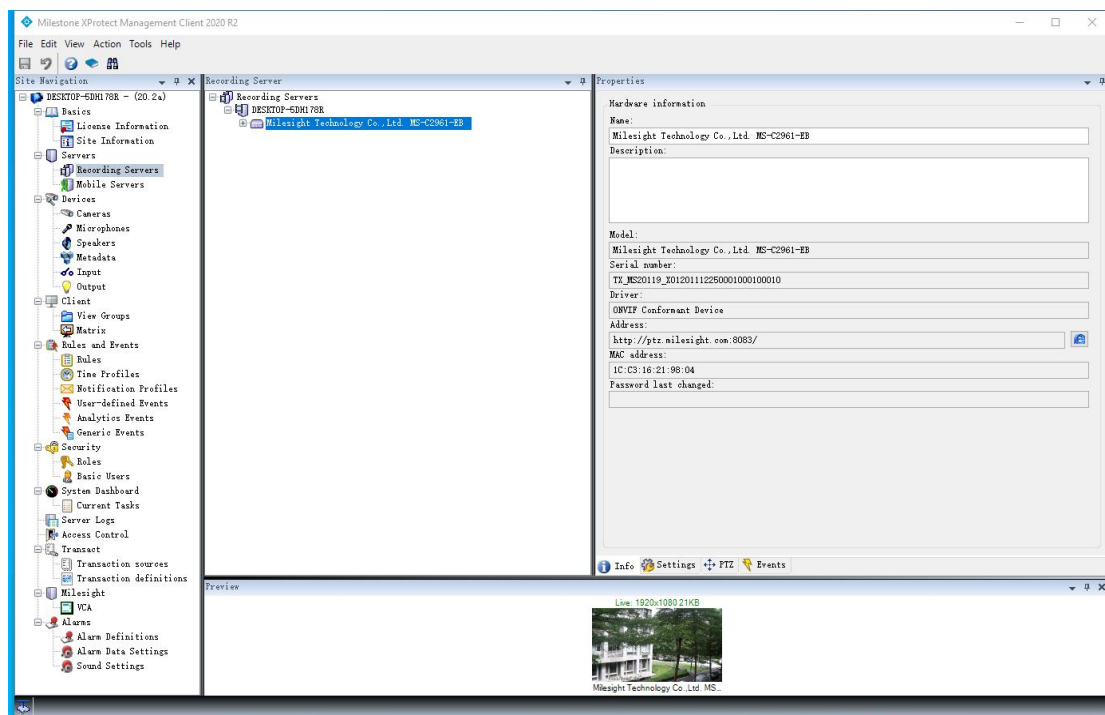 Milestone XProtect Management Client 2020 R2
File Edit View Action Tools Help
Site Navigation
DESKTOP-5DH178R - (20.2a)
Basics
License Information
Site Information
Servers
Recording Servers
Mobile Servers
Devices
Cameras
Microphones
Speakers
Metadata
Input
Output
Client
View Groups
Matrix
Rules and Events
Rules
Time Profiles
Notification Profiles
User-defined Events
Analytics Events
Generic Events
Security
Roles
Basic Users
System Dashboard
Current Tasks
Server Logs
Access Control
Transact
Transaction sources
Transaction definitions
Milesight
VCA
Alarms
Alarm Definitions
Alarm Data Settings
Sound Settings
Recording Server
Recording Servers
DESKTOP-5DH178R
Milesight Technology Co.,Ltd. MS-C2961-EB
Properties
Hardware information
Name:
Milesight Technology Co.,Ltd. MS-C2961-EB
Description:
Model:
Milesight Technology Co.,Ltd. MS-C2961-EB
Serial number:
TX_MS20119_X01201112250001000100010
Driver:
ONVIF Conformant Device
Address:
http://ptz.milesight.com:8083/
MAC address:
1C:C3:16:21:98:04
Password last changed:
Info Settings PTZ Events
Preview
Live: 1920x1080 21KB
Milesight Technology Co.,Ltd. MS...